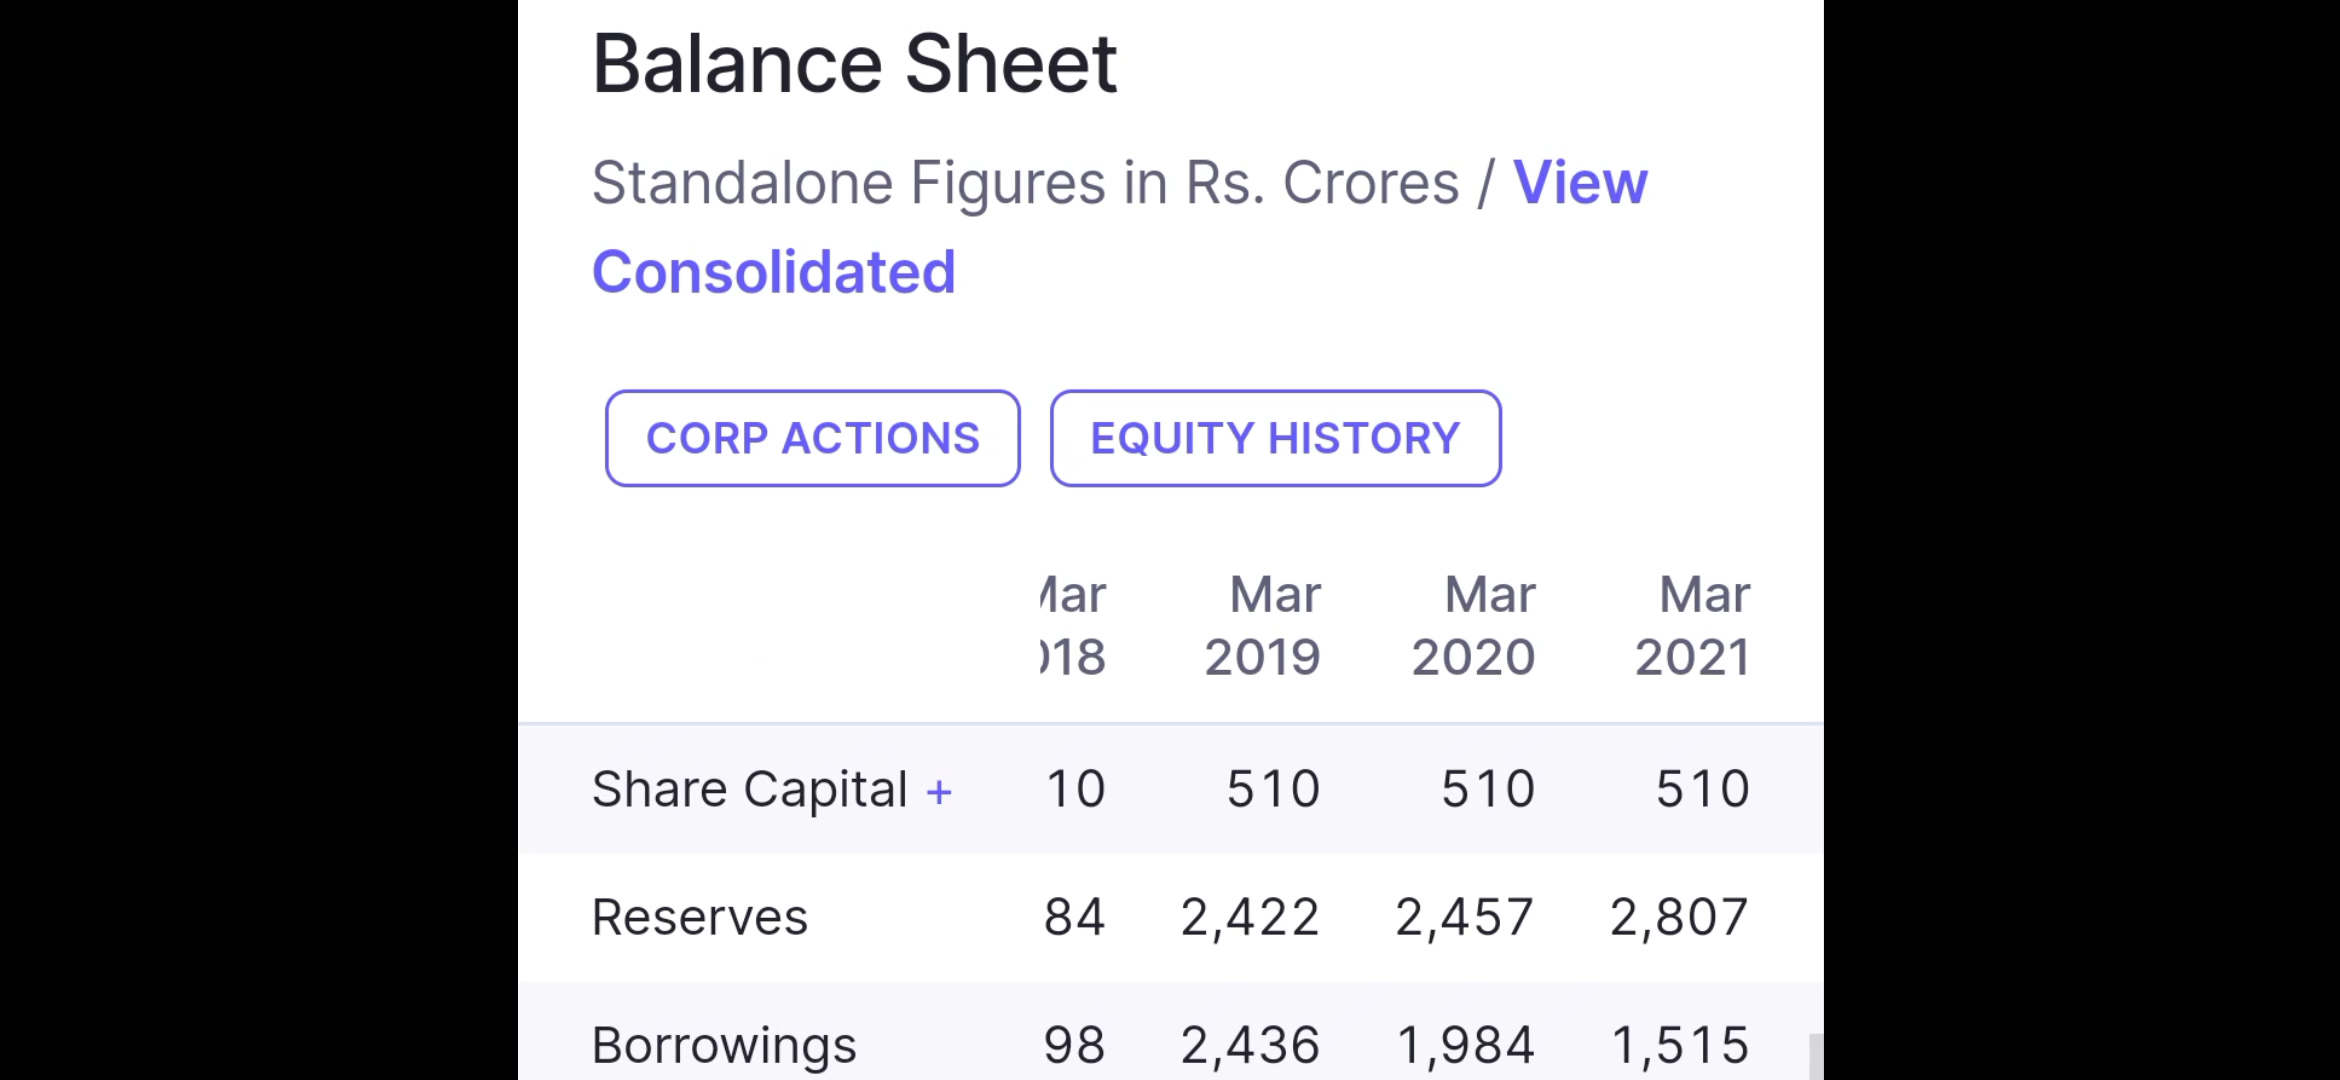 Balance Sheet
Standalone Figures in Rs. Crores / View
Consolidated
CORP ACTIONS EQUITY HISTORY
Mar Mar Mar Mar
018 2019 2020 2021
Share Capital + 10 510 510 510
Reserves 84 2,422 2,457 2,807
Borrowings 98 2,436 1,984 1,515